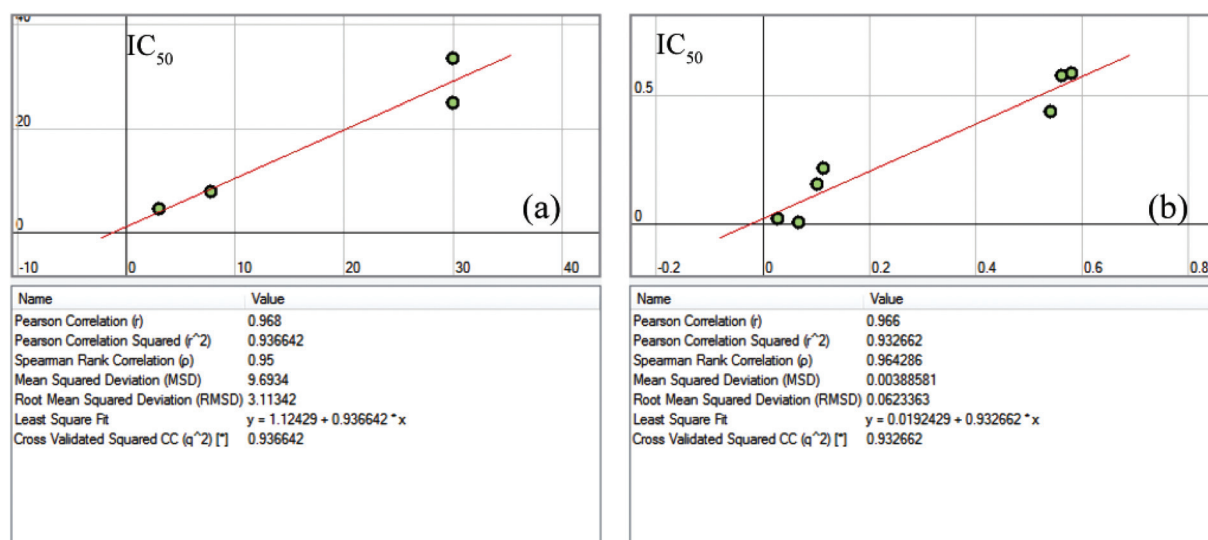 40
IC50
20
(a)
0
-10 0 10 20 30 40
Name Value
Pearson Correlation (r) 0.968
Pearson Correlation Squared (r^2) 0.936642
Spearman Rank Correlation (ρ) 0.95
Mean Squared Deviation (MSD) 9.6934
Root Mean Squared Deviation (RMSD) 3.11342
Least Square Fit y = 1.12429 + 0.936642 * x
Cross Validated Squared CC (q^2) [*] 0.936642
IC50
0.5
(b)
0
-0.2 0 0.2 0.4 0.6 0.8
Name Value
Pearson Correlation (r) 0.966
Pearson Correlation Squared (r^2) 0.932662
Spearman Rank Correlation (ρ) 0.964286
Mean Squared Deviation (MSD) 0.00388581
Root Mean Squared Deviation (RMSD) 0.0623363
Least Square Fit y = 0.0192429 + 0.932662 * x
Cross Validated Squared CC (q^2) [*] 0.932662